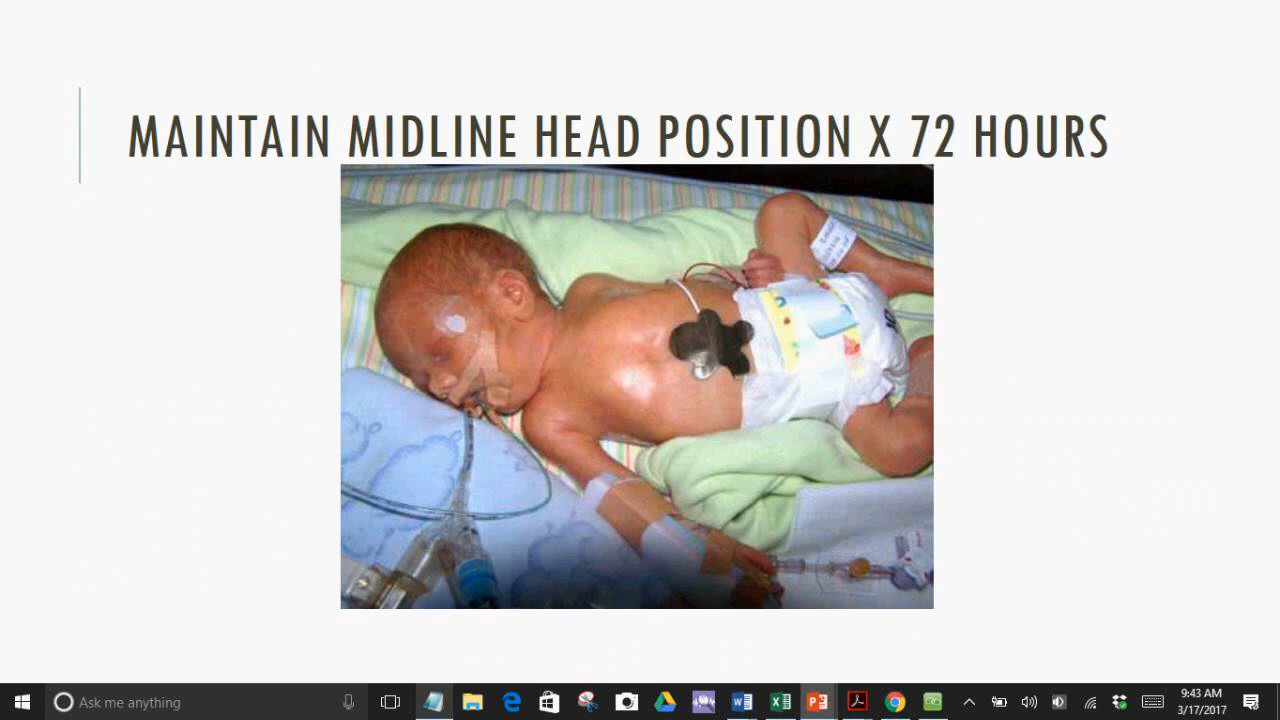 MAINTAIN MIDLINE HEAD POSITION X 72 HOURS
Ask me anything
9:43 AM
3/17/2017